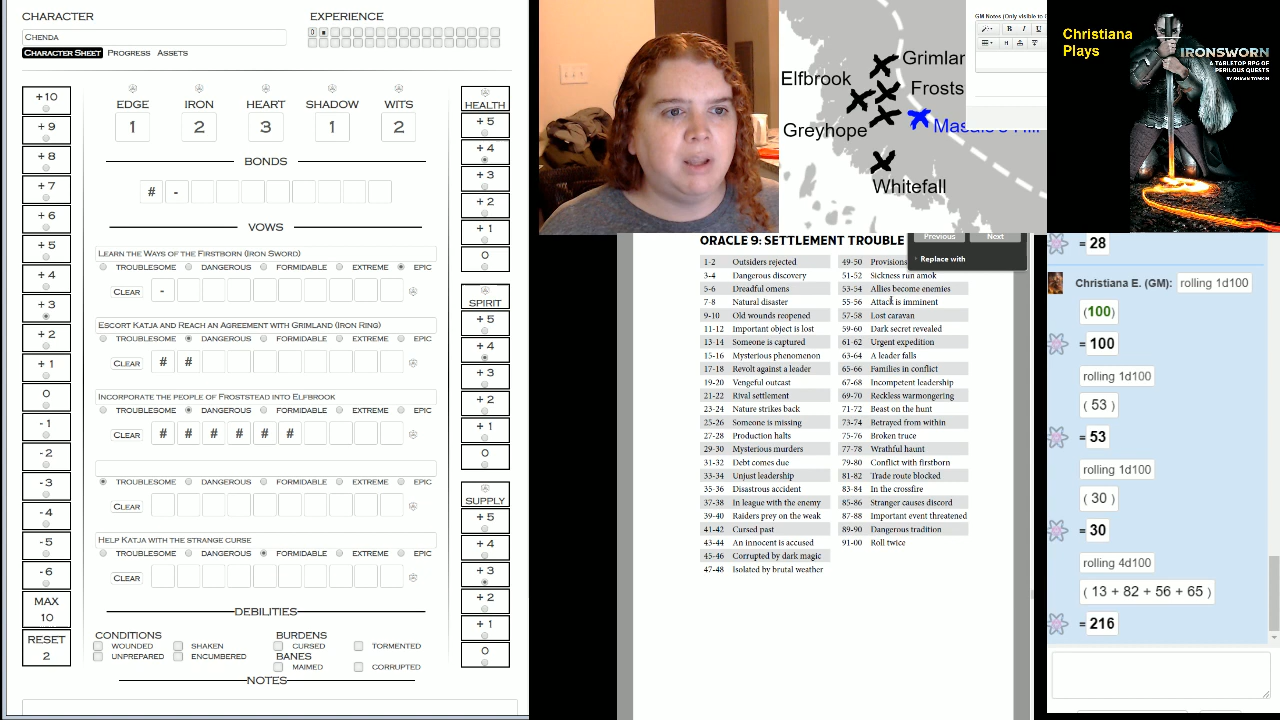 CHARACTER
EXPERIENCE
CHENDA
CHARACTER SHEET PROGRESS ASSETS
EDGE IRON HEART SHADOW WITS
1 2 3 1 2
BONDS
# -
VOWS
LEARN THE WAYS OF THE FIRSTBORN (IRON SWORD)
TROUBLESOME DANGEROUS FORMIDABLE EXTREME EPIC
CLEAR -
ESCORT KATJA AND REACH AN AGREEMENT WITH GRIMLAND (IRON RING)
TROUBLESOME DANGEROUS FORMIDABLE EXTREME EPIC
CLEAR # #
INCORPORATE THE PEOPLE OF FROSTSTEAD INTO ELFBROOK
TROUBLESOME DANGEROUS FORMIDABLE EXTREME EPIC
CLEAR # # # # # #
TROUBLESOME DANGEROUS FORMIDABLE EXTREME EPIC
CLEAR
HELP KATJA WITH THE STRANGE CURSE
TROUBLESOME DANGEROUS FORMIDABLE EXTREME EPIC
CLEAR
DEBILITIES
CONDITIONS
WOUNDED SHAKEN
UNPREPARED ENCUMBERED
BURDENS
CURSED TORMENTED
BANES
MAIMED CORRUPTED
NOTES
+10
+9
+8
+7
+6
+5
+4
+3
+2
+1
0
-1
-2
-3
-4
-5
-6
MAX
10
RESET
2
HEALTH
+5
+4
+3
+2
+1
0
SPIRIT
+5
+4
+3
+2
+1
0
SUPPLY
+5
+4
+3
+2
+1
0
Elfbrook
Grimlar
Frosts
Greyhope
Whitefall
GM Notes (Only visible to
B I U
Christiana
Plays
IRONSWORN
A TABLETOP RPG OF
PERILOUS QUESTS
BY SHAWN TOMKIN
Previous Next
Replace with
ORACLE 9: SETTLEMENT TROUBLE
1-2 Outsiders rejected
3-4 Dangerous discovery
5-6 Dreadful omens
7-8 Natural disaster
9-10 Old wounds reopened
11-12 Important object is lost
13-14 Someone is captured
15-16 Mysterious phenomenon
17-18 Revolt against a leader
19-20 Vengeful outcast
21-22 Rival settlement
23-24 Nature strikes back
25-26 Someone is missing
27-28 Production halts
29-30 Mysterious murders
31-32 Debt comes due
33-34 Unjust leadership
35-36 Disastrous accident
37-38 In league with the enemy
39-40 Raiders prey on the weak
41-42 Cursed past
43-44 An innocent is accused
45-46 Corrupted by dark magic
47-48 Isolated by brutal weather
49-50 Provisions
51-52 Sickness run amok
53-54 Allies become enemies
55-56 Attack is imminent
57-58 Lost caravan
59-60 Dark secret revealed
61-62 Urgent expedition
63-64 A leader falls
65-66 Families in conflict
67-68 Incompetent leadership
69-70 Reckless warmongering
71-72 Beast on the hunt
73-74 Betrayed from within
75-76 Broken truce
77-78 Wrathful haunt
79-80 Conflict with firstborn
81-82 Trade route blocked
83-84 In the crossfire
85-86 Stranger causes discord
87-88 Important event threatened
89-90 Dangerous tradition
91-00 Roll twice
= 28
Christiana E. (GM): rolling 1d100
(100)
= 100
rolling 1d100
( 53 )
= 53
rolling 1d100
( 30 )
= 30
rolling 4d100
( 13 + 82 + 56 + 65 )
= 216